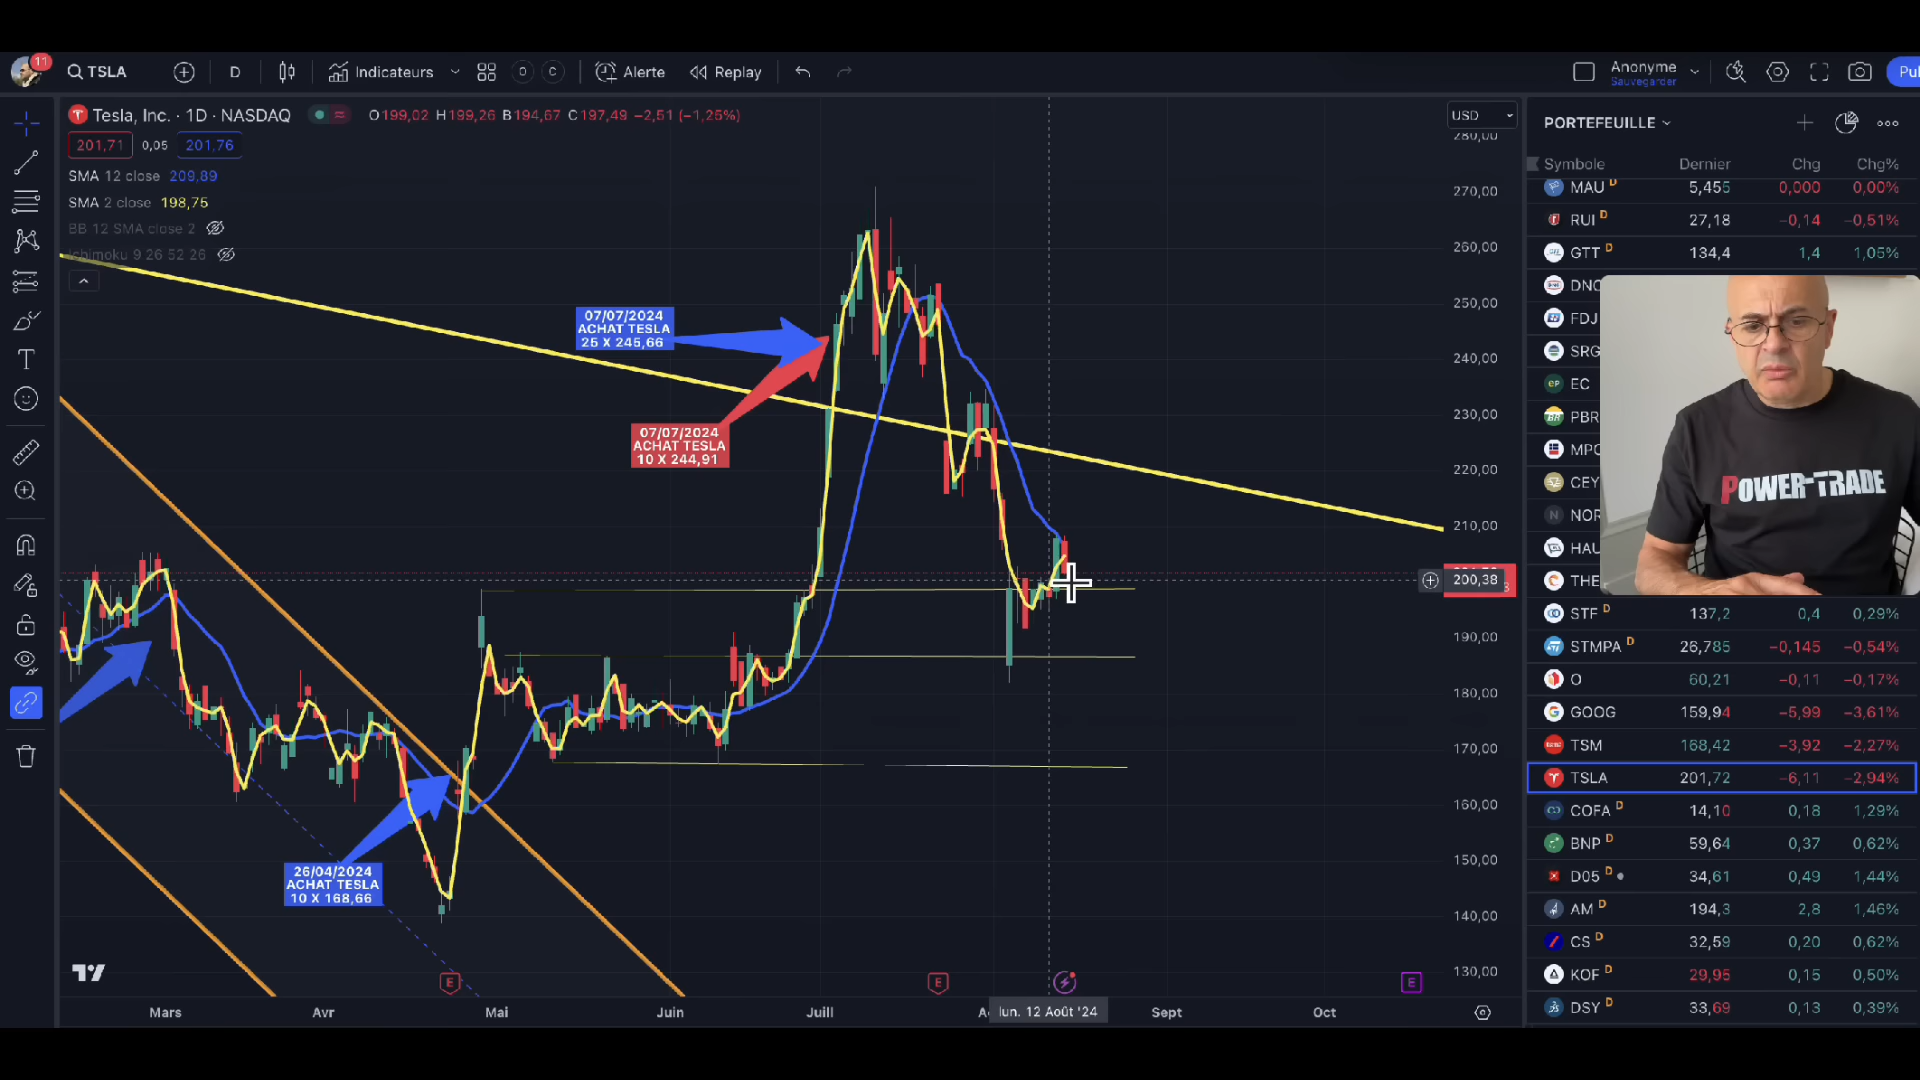 11
TSLA
D
Indicateurs
O
C
Alerte
Replay
Anonyme
Sauvegarder
Tesla, Inc. · 1D · NASDAQ
O199,02 H199,26 B194,67 C197,49 −2,51 (−1,25%)
USD
PORTEFEUILLE
201,71 0,05 201,76
280,00
Symbole Dernier Chg Chg%
SMA 12 close 209,89
MAU D 5,455 0,000 0,00%
270,00
SMA 2 close 198,75
RUI D 27,18 −0,14 −0,51%
BB 12 SMA close 2
260,00
Ichimoku 9 26 52 26
GTT D 134,4 1,4 1,05%
250,00
07/07/2024
ACHAT TESLA
25 X 245,66
FDJ
SRG
240,00
EC
230,00
PBR
07/07/2024
ACHAT TESLA
10 X 244,91
220,00
CEY
POWER-TRADE
210,00
NOR
HAU
200,38
THE
STF D 137,2 0,4 0,29%
190,00
STMPA D 26,785 −0,145 −0,54%
O 60,21 −0,11 −0,17%
180,00
GOOG 159,94 −5,99 −3,61%
170,00
TSM 168,42 −3,92 −2,27%
TSLA 201,72 −6,11 −2,94%
160,00
COFA D 14,10 0,18 1,29%
BNP D 59,64 0,37 0,62%
150,00
26/04/2024
ACHAT TESLA
10 X 168,66
D05 D 34,61 0,49 1,44%
AM D 194,3 2,8 1,46%
140,00
CS D 32,59 0,20 0,62%
130,00
KOF D 29,95 0,15 0,50%
E
E
E
DSY D 33,69 0,13 0,39%
Mars Avr Mai Juin Juill lun. 12 Août '24 Sept Oct